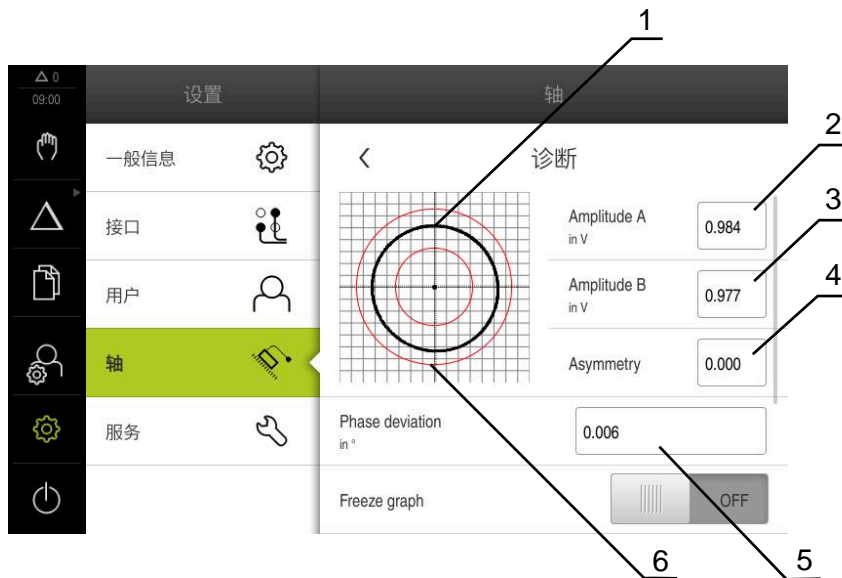 1
△ 0
09:00
设置
轴
一般信息
诊断
2
Amplitude A
in V
0.984
3
接口
Amplitude B
in V
0.977
4
用户
Asymmetry
0.000
轴
服务
Phase deviation
in °
0.006
Freeze graph
OFF
6
5